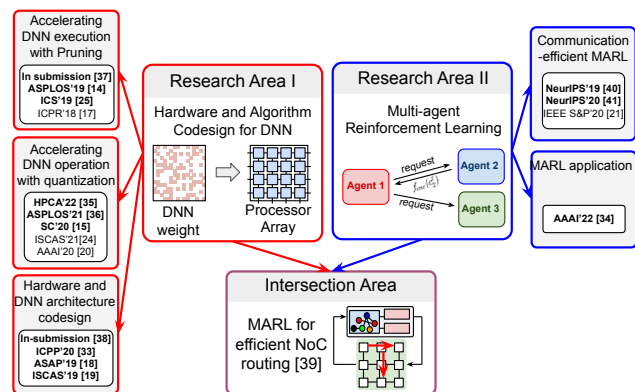 Accelerating
DNN execution
with Pruning
In submission [37]
ASPLOS'19 [14]
ICS'19 [25]
ICPR'18 [17]
Accelerating
DNN operation
with quantization
HPCA'22 [35]
ASPLOS'21 [36]
SC'20 [15]
ISCAS'21[24]
AAAI'20 [20]
Hardware and
DNN architecture
codesign
In-submission [38]
ICPP'20 [33]
ASAP'19 [18]
ISCAS'19 [19]
Research Area I
Hardware and Algorithm
Codesign for DNN
DNN
weight
Processor
Array
Research Area II
Multi-agent
Reinforcement Learning
Agent 1
request
Agent 2
request
Agent 3
Communication
-efficient MARL
NeurIPS'19 [40]
NeurIPS'20 [41]
IEEE S&P'20 [21]
MARL application
AAAI'22 [34]
Intersection Area
MARL for
efficient NoC
routing [39]